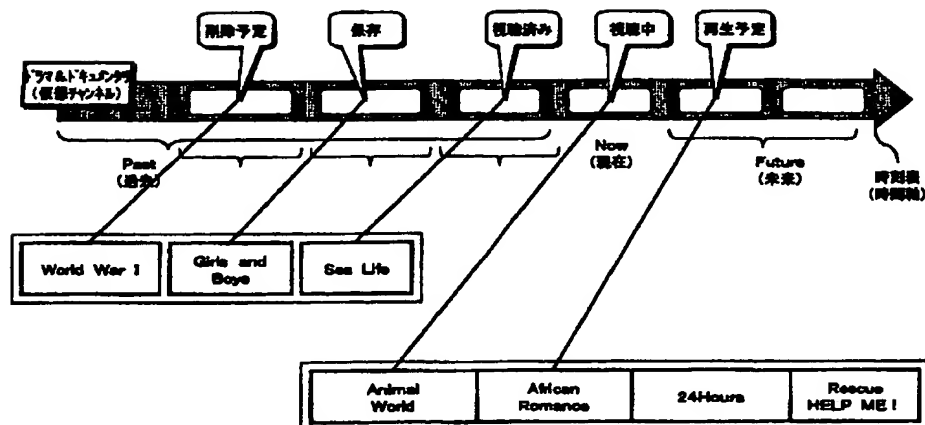 削除予定
保存
視聴済み
視聴中
再生予定
ドラマ&ドキュメンタリ
(仮想チャンネル)
Past
(過去)
Now
(現在)
Future
(未来)
時刻表
(時間軸)
World War I
Girls and
Boys
Sea Life
Animal
World
African
Romance
24Hours
Rescue
HELP ME!